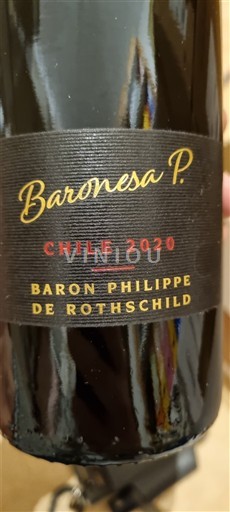 Baronesa P.
CHILE 2020
VINIOU
BARON PHILIPPE
DE ROTHSCHILD